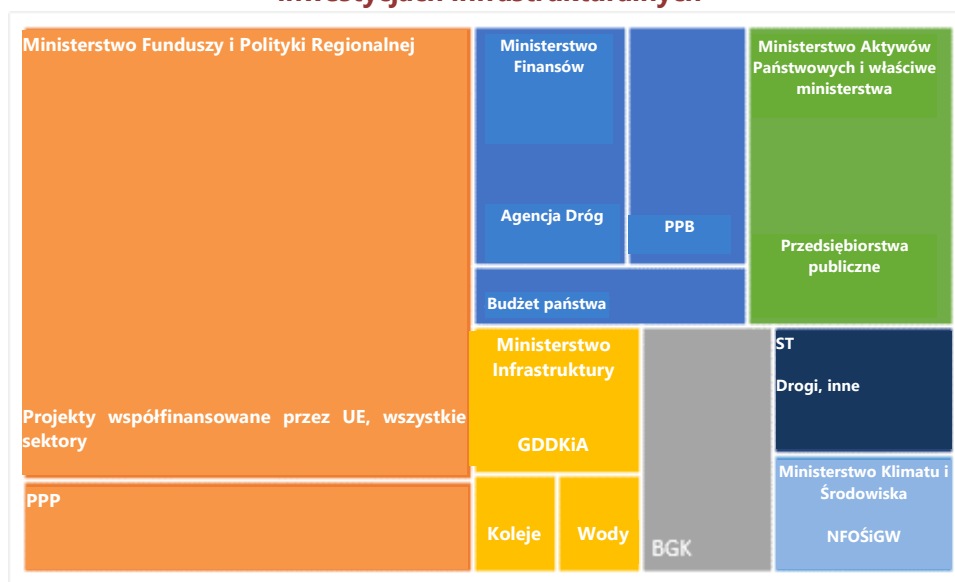 inwestycjach infrastrukturalnych
Ministerstwo Funduszy i Polityki Regionalnej
Projekty współfinansowane przez UE, wszystkie
sektory
PPP
Ministerstwo
Finansów
Agencja Dróg
PPB
Budżet państwa
Ministerstwo Aktywów
Państwowych i właściwe
ministerstwa
Przedsiębiorstwa
publiczne
Ministerstwo
Infrastruktury
GDDKiA
Koleje
Wody
BGK
ST
Drogi, inne
Ministerstwo Klimatu i
Środowiska
NFOŚiGW